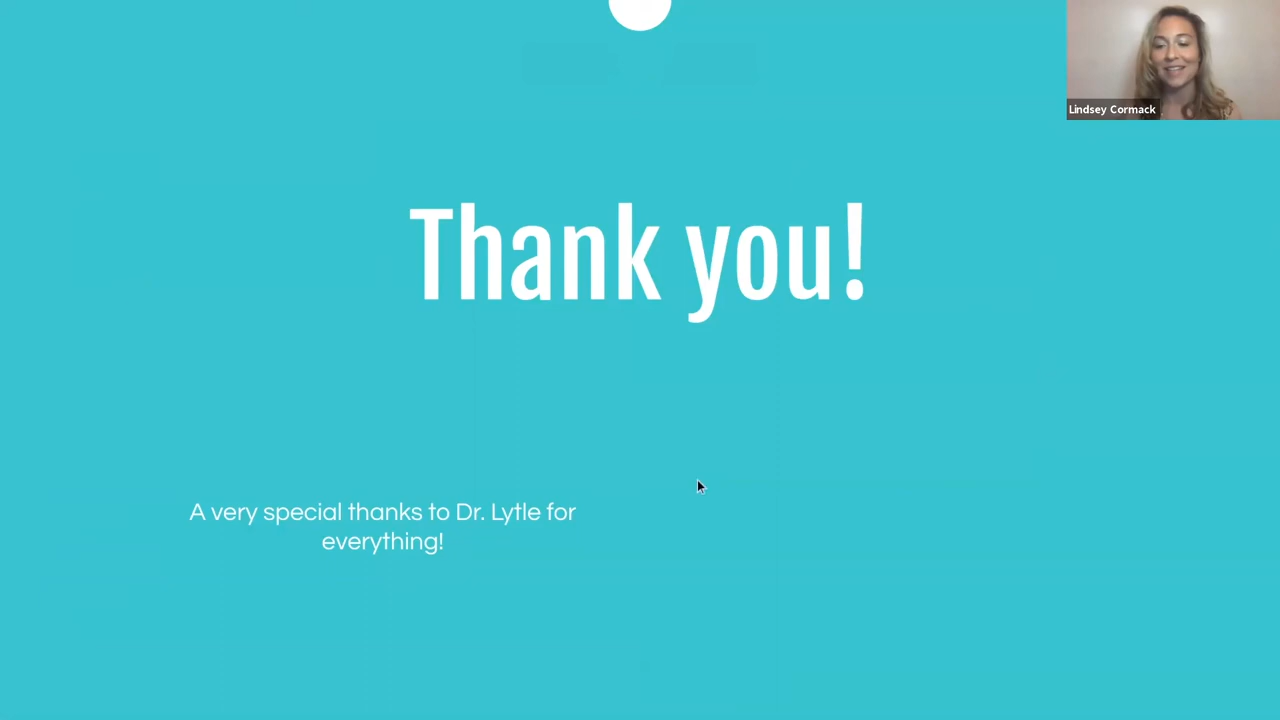 Lindsey Cormack
Thank you!
A very special thanks to Dr. Lytle for
everything!